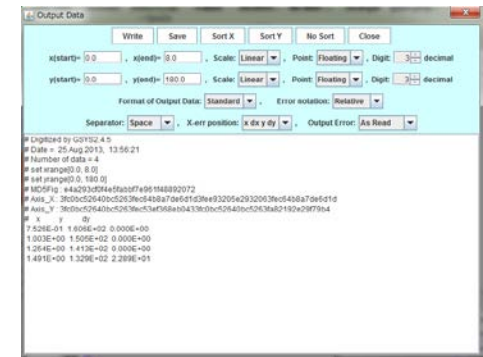 Output Data
Write Save Sort X Sort Y No Sort Close
x(start)= 0.0 , x(end)= 8.0 , Scale: Linear , Point: Floating , Digit: 3 decimal
y(start)= 0.0 , y(end)= 180.0 , Scale: Linear , Point: Floating , Digit: 3 decimal
Format of Output Data: Standard , Error notation: Relative
Separator: Space , X-err position: x dx y dy , Output Error: As Read
# Digitized by GSYS2.4.5
# Date = 25 Aug 2013, 13:56:21
# Number of data = 4
# set xrange[0.0, 8.0]
# set yrange[0.0, 180.0]
# MD5Fig :
# Axis_X :
# Axis_Y :
# x y dy
7.526E-01 1.606E+02 0.000E+00
1.003E+00 1.505E+02 0.000E+00
1.264E+00 1.413E+02 0.000E+00
1.491E+00 1.329E+02 2.289E+01